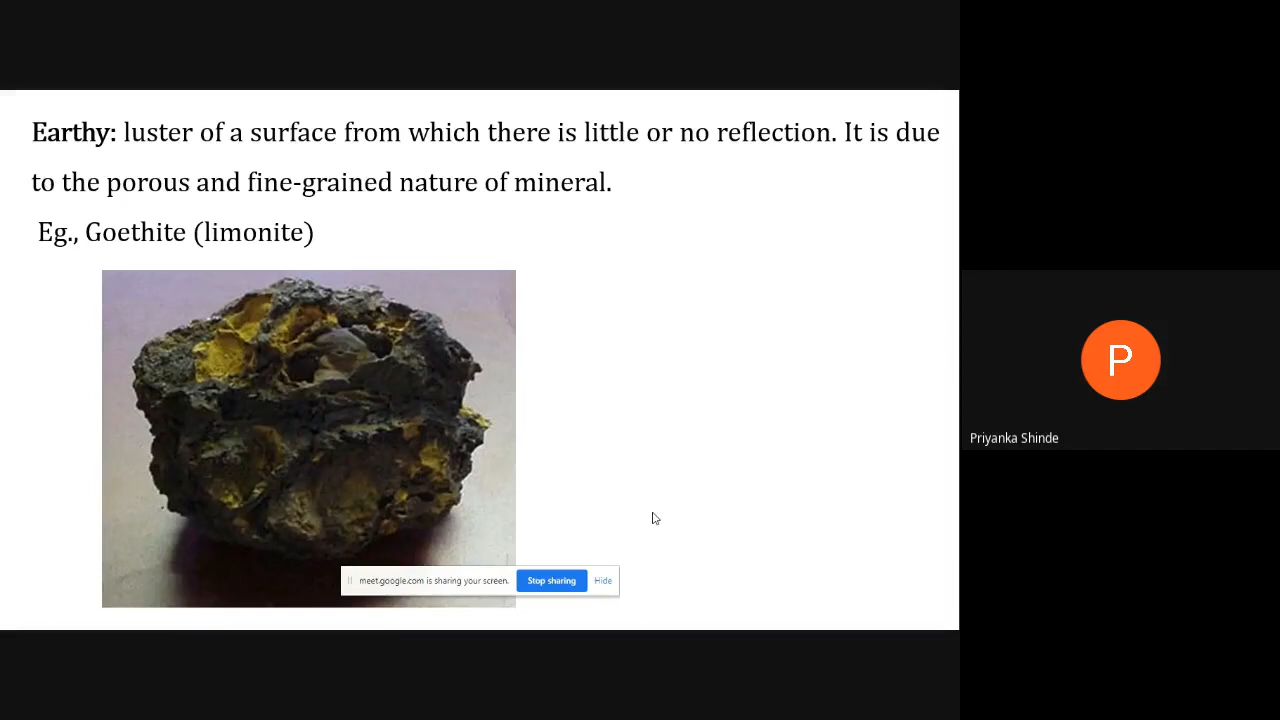 Earthy: luster of a surface from which there is little or no reflection. It is due
to the porous and fine-grained nature of mineral.
Eg., Goethite (limonite)
meet.google.com is sharing your screen.
Stop sharing
Hide
P
Priyanka Shinde